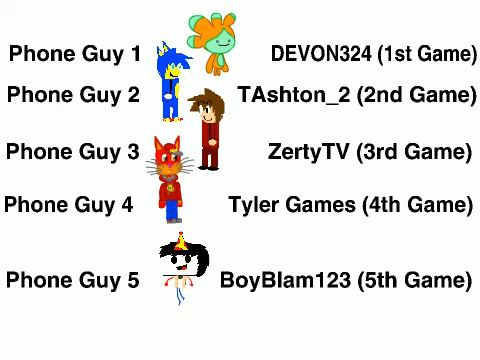 Phone Guy 1 DEVON324 (1st Game)
Phone Guy 2 TAshton_2 (2nd Game)
Phone Guy 3 ZertyTV (3rd Game)
Phone Guy 4 Tyler Games (4th Game)
Phone Guy 5 BoyBlam123 (5th Game)